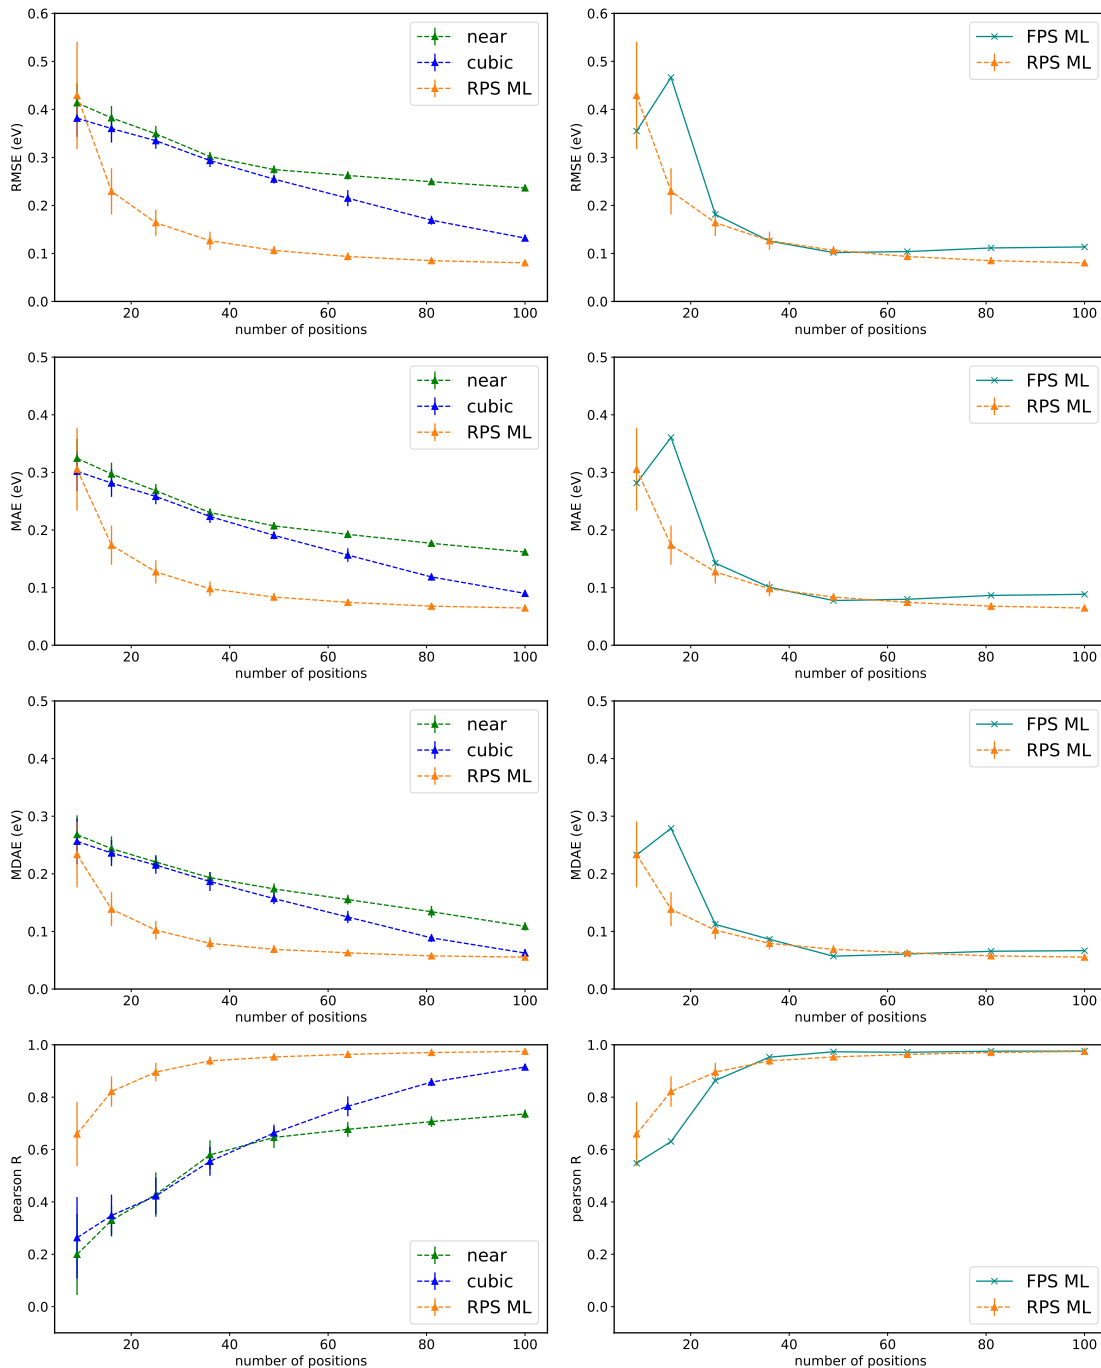 0.6
0.5
0.4
0.3
0.2
0.1
0.0
RMSE (eV)
near
cubic
RPS ML
20
40
60
80
100
number of positions
0.6
0.5
0.4
0.3
0.2
0.1
0.0
RMSE (eV)
FPS ML
RPS ML
20
40
60
80
100
number of positions
0.5
0.4
0.3
0.2
0.1
0.0
MAE (eV)
near
cubic
RPS ML
20
40
60
80
100
number of positions
0.5
0.4
0.3
0.2
0.1
0.0
MAE (eV)
FPS ML
RPS ML
20
40
60
80
100
number of positions
0.5
0.4
0.3
0.2
0.1
0.0
MDAE (eV)
near
cubic
RPS ML
20
40
60
80
100
number of positions
0.5
0.4
0.3
0.2
0.1
0.0
MDAE (eV)
FPS ML
RPS ML
20
40
60
80
100
number of positions
1.0
0.8
0.6
0.4
0.2
0.0
pearson R
near
cubic
RPS ML
20
40
60
80
100
number of positions
1.0
0.8
0.6
0.4
0.2
0.0
pearson R
FPS ML
RPS ML
20
40
60
80
100
number of positions